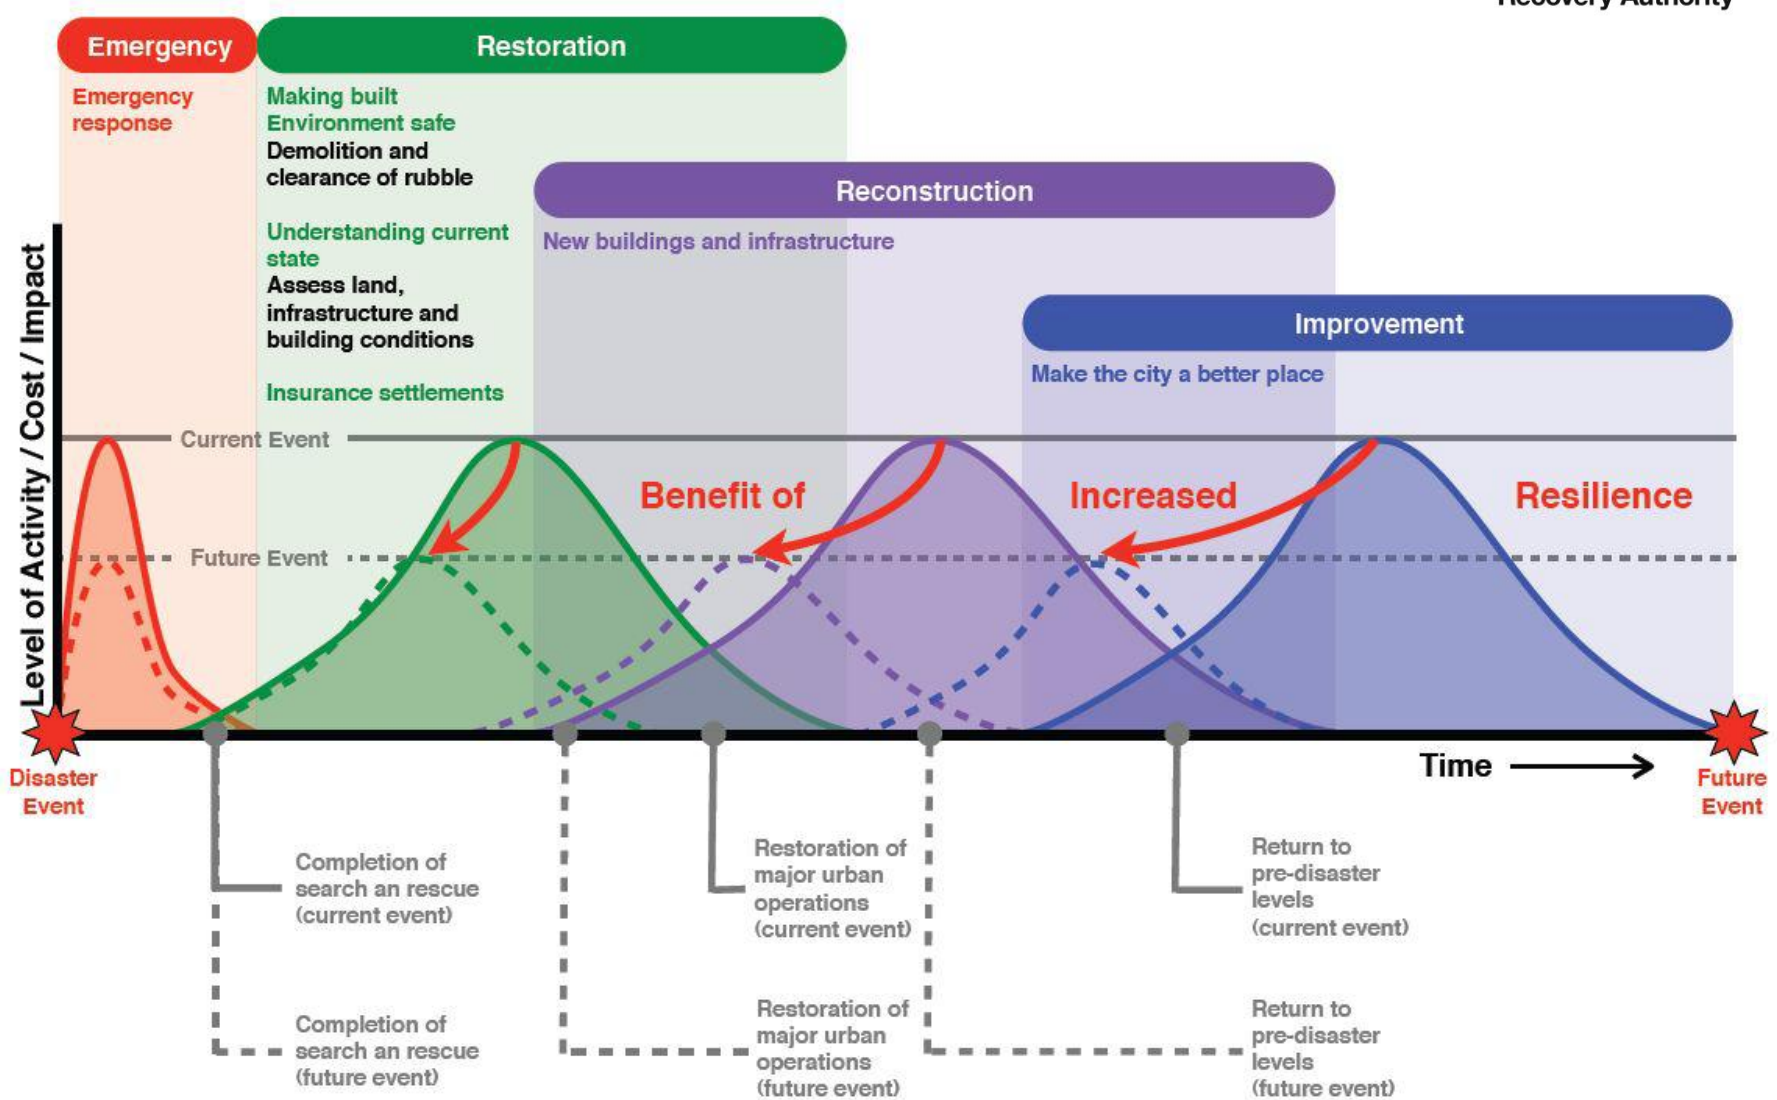 Recovery Authority
Emergency
Restoration
Emergency
response
Making built
Environment safe
Demolition and
clearance of rubble
Understanding current
state
Assess land,
infrastructure and
building conditions
Insurance settlements
Reconstruction
New buildings and infrastructure
Improvement
Make the city a better place
Level of Activity / Cost / Impact
Current Event
Benefit of
Increased
Resilience
Future Event
Disaster
Event
Time
Future
Event
Completion of
search an rescue
(current event)
Restoration of
major urban
operations
(current event)
Return to
pre-disaster
levels
(current event)
Completion of
search an rescue
(future event)
Restoration of
major urban
operations
(future event)
Return to
pre-disaster
levels
(future event)